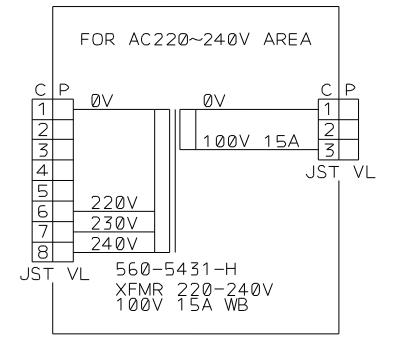 FOR AC220~240V AREA
C P
1
2
3
4
5
6
7
8
JST VL
0V
220V
230V
240V
0V
100V 15A
C P
1
2
3
JST VL
560-5431-H
XFMR 220-240V
100V 15A WB